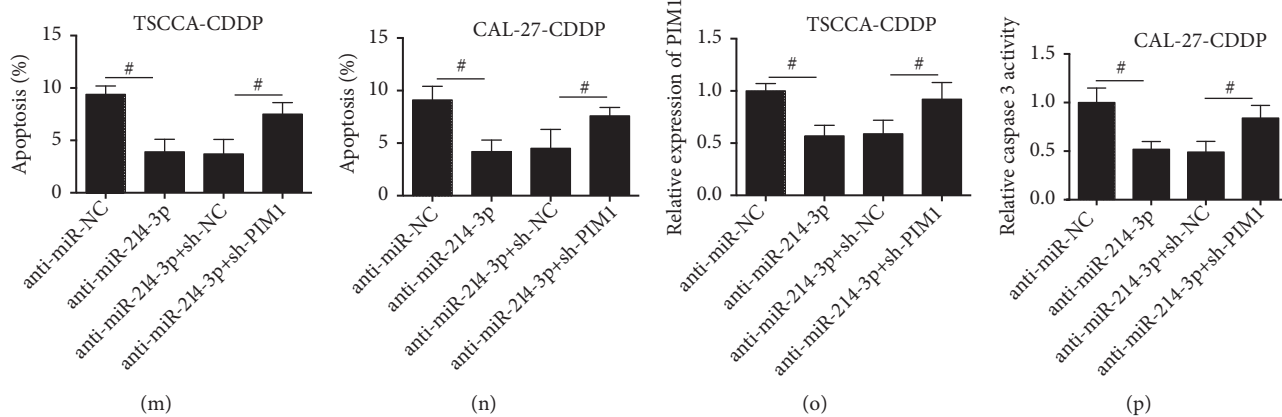 TSCCA-CDDP
Apoptosis (%)
15
10
5
0
#
#
anti-miR-NC
anti-miR-214-3p
anti-miR-214-3p+sh-NC
anti-miR-214-3p+sh-PIM1
(m)
CAL-27-CDDP
Apoptosis (%)
15
10
5
0
#
#
anti-miR-NC
anti-miR-214-3p
anti-miR-214-3p+sh-NC
anti-miR-214-3p+sh-PIM1
(n)
TSCCA-CDDP
Relative expression of PIM1
1.5
1.0
0.5
0.0
#
#
anti-miR-NC
anti-miR-214-3p
anti-miR-214-3p+sh-NC
anti-miR-214-3p+sh-PIM1
(o)
CAL-27-CDDP
Relative caspase 3 activity
1.5
1.0
0.5
0.0
#
#
anti-miR-NC
anti-miR-214-3p
anti-miR-214-3p+sh-NC
anti-miR-214-3p+sh-PIM1
(p)